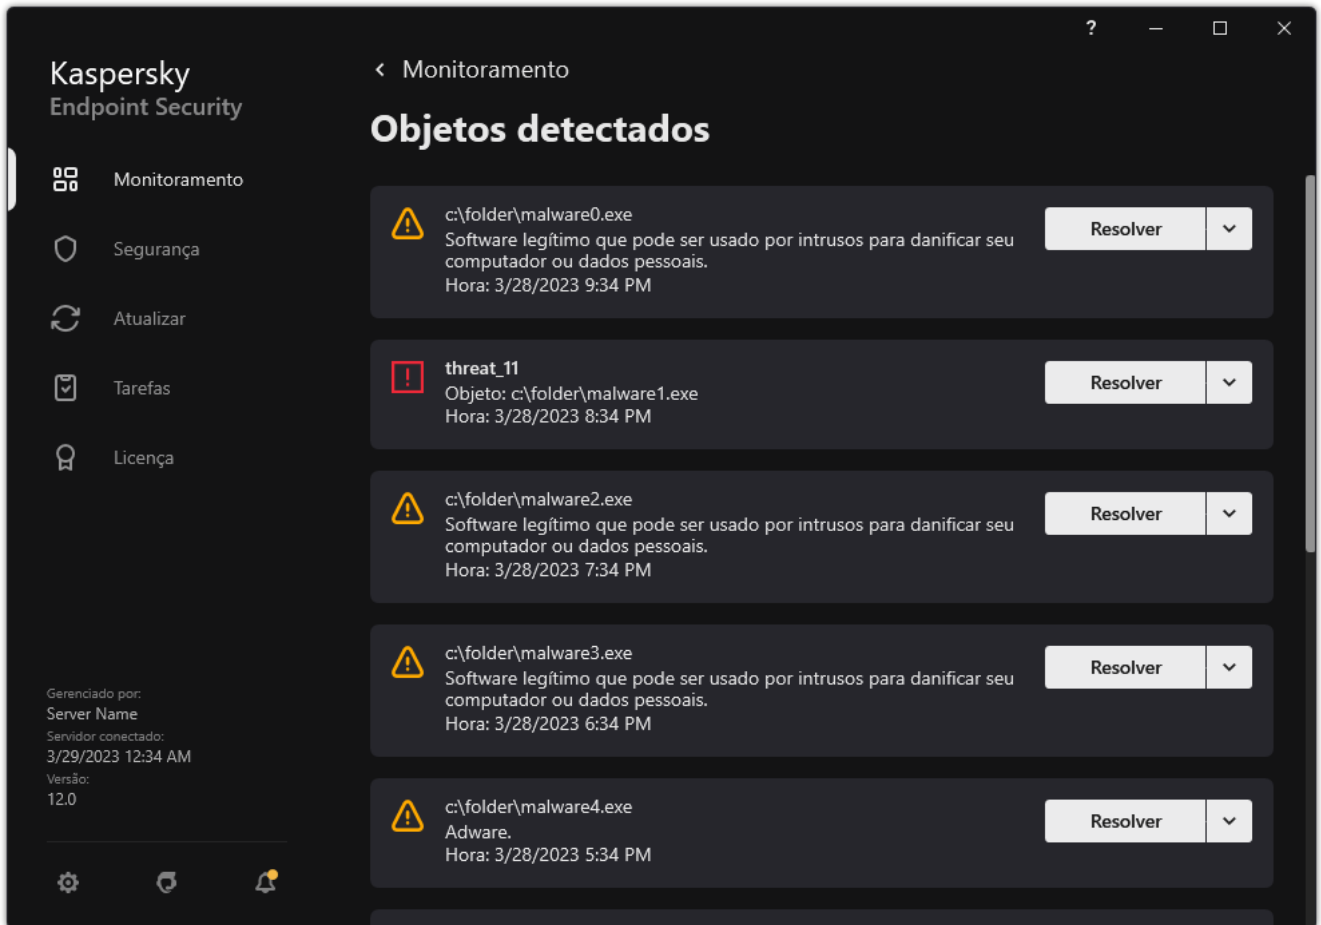 ?
Kaspersky
Endpoint Security
Monitoramento
Segurança
Atualizar
Tarefas
Licença
Gerenciado por:
Server Name
Servidor conectado:
3/29/2023 12:34 AM
Versão:
12.0
Monitoramento
Objetos detectados
c:\folder\malware0.exe
Software legítimo que pode ser usado por intrusos para danificar seu
computador ou dados pessoais.
Hora: 3/28/2023 9:34 PM
Resolver
threat_11
Objeto: c:\folder\malware1.exe
Hora: 3/28/2023 8:34 PM
Resolver
c:\folder\malware2.exe
Software legítimo que pode ser usado por intrusos para danificar seu
computador ou dados pessoais.
Hora: 3/28/2023 7:34 PM
Resolver
c:\folder\malware3.exe
Software legítimo que pode ser usado por intrusos para danificar seu
computador ou dados pessoais.
Hora: 3/28/2023 6:34 PM
Resolver
c:\folder\malware4.exe
Adware.
Hora: 3/28/2023 5:34 PM
Resolver